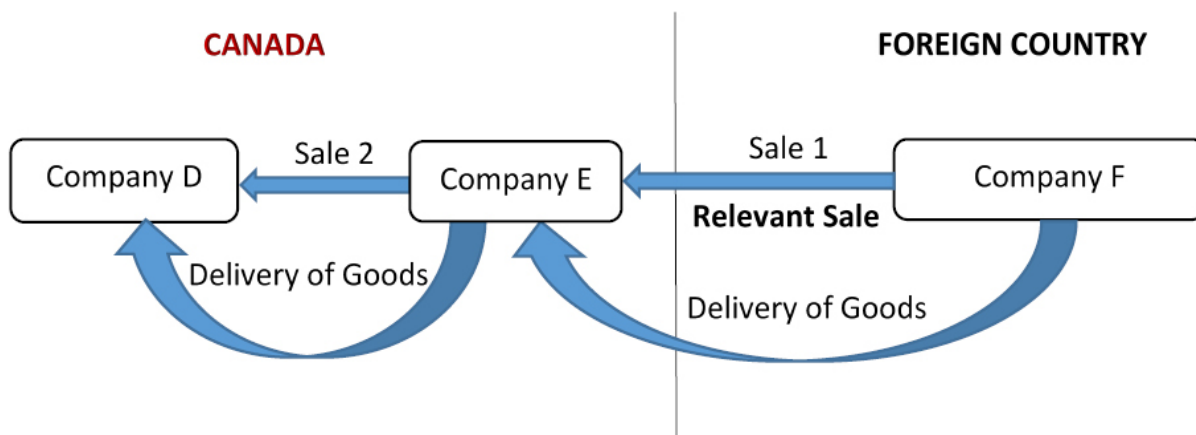 CANADA
FOREIGN COUNTRY
Company D
Sale 2
Company E
Sale 1
Company F
Relevant Sale
Delivery of Goods
Delivery of Goods